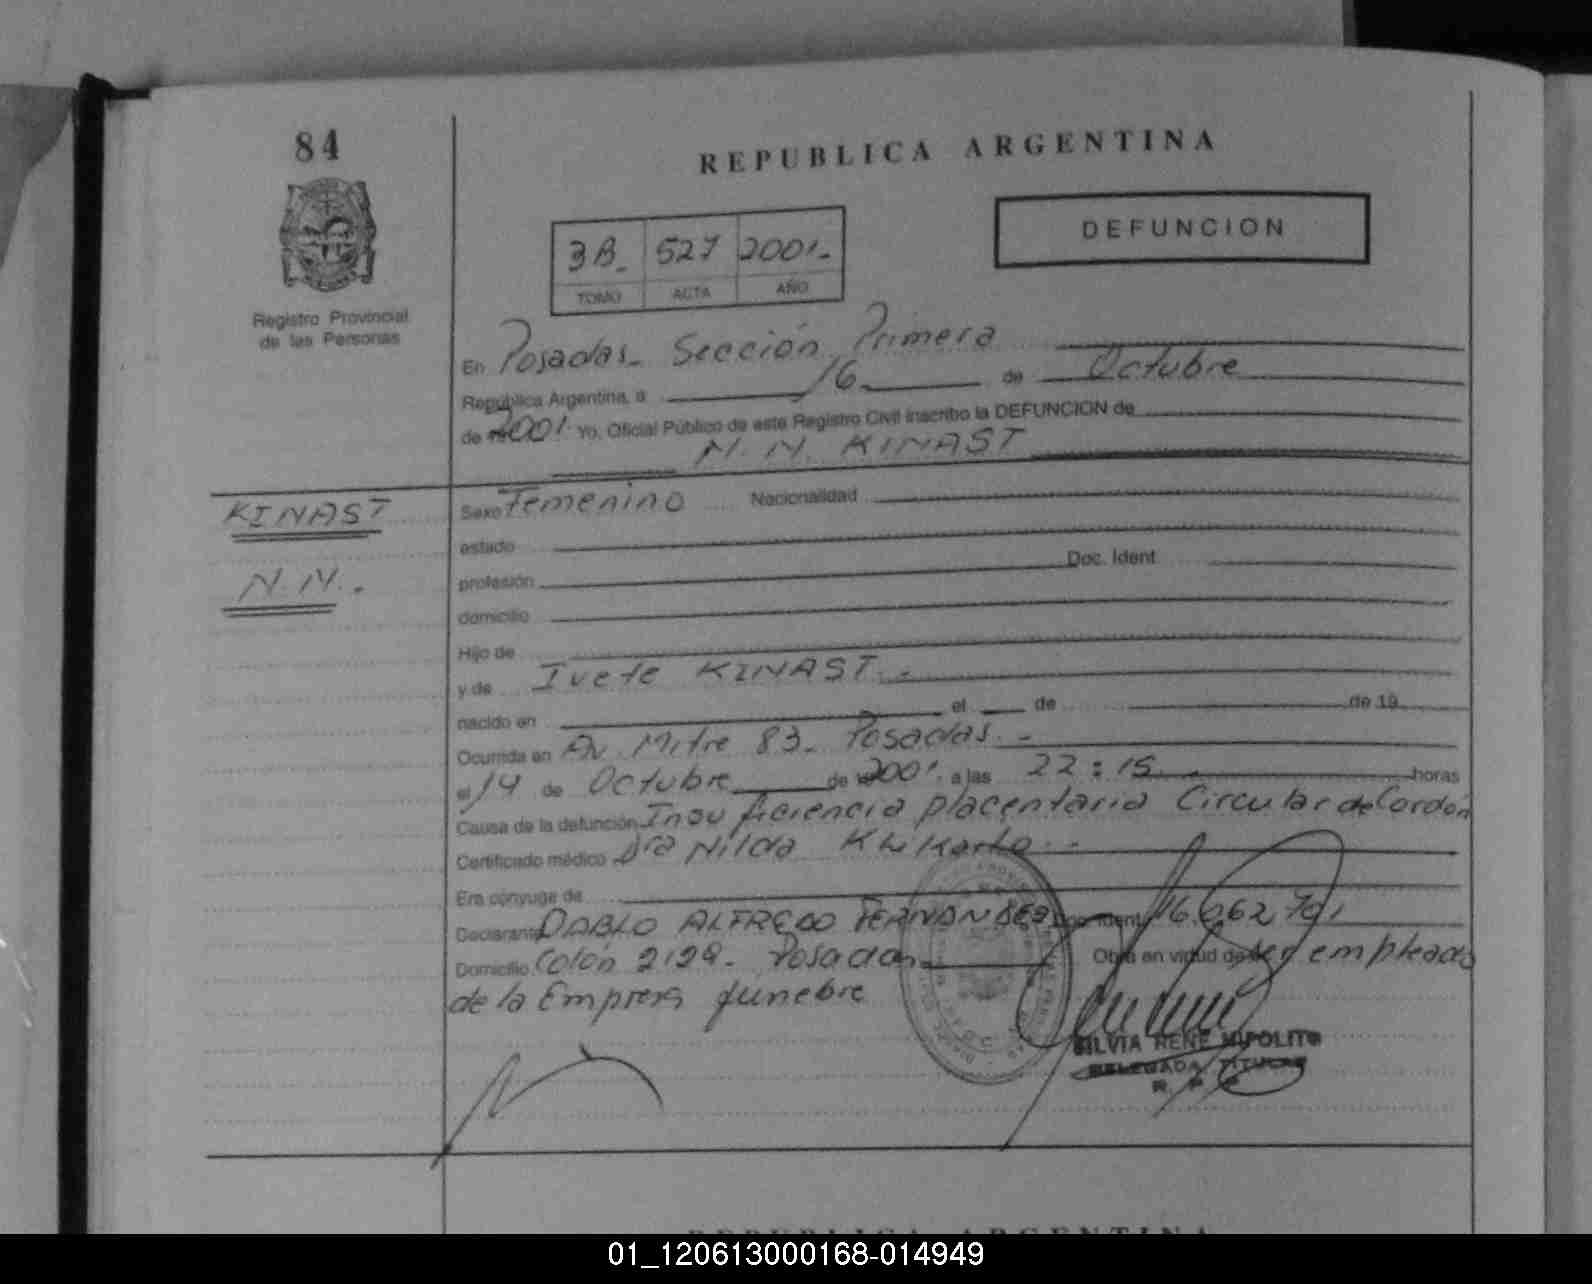 84
REPUBLICA ARGENTINA
Registro Provincial
de las Personas
3B. 527 2001.-
TOMO ACTA AÑO
DEFUNCION
En Posadas - Sección Primera
República Argentina, a 16 de Octubre
de 2001. Yo, Oficial Público de este Registro Civil inscribo la DEFUNCION de
N. N. KINAST
KINAST
N.N.-
Sexo Femenino Nacionalidad
estado
profesión Doc. Ident.
domicilio
Hijo de
y de Ivete KINAST.-
nacido en el de de 19
Ocurrida en Av. Mitre 83- Posadas.-
el 14 de Octubre de 2001. a las 22:15.- horas
Causa de la defunción Insuficiencia placentaria Circular de Cordón
Certificado médico Dra Nilda
Era cónyuge de
Declarante PABLO ALFREDO FERNANDEZ Doc. Ident. 16.062.701
Domicilio Colón 2129- Posadas.- Obra en virtud de ser empleado
de la Empresa funebre
SILVIA RENE HIPOLITO
DELEGADA TITULAR
R. P. P.
REPUBLICA ARGENTINA
01_120613000168-014949